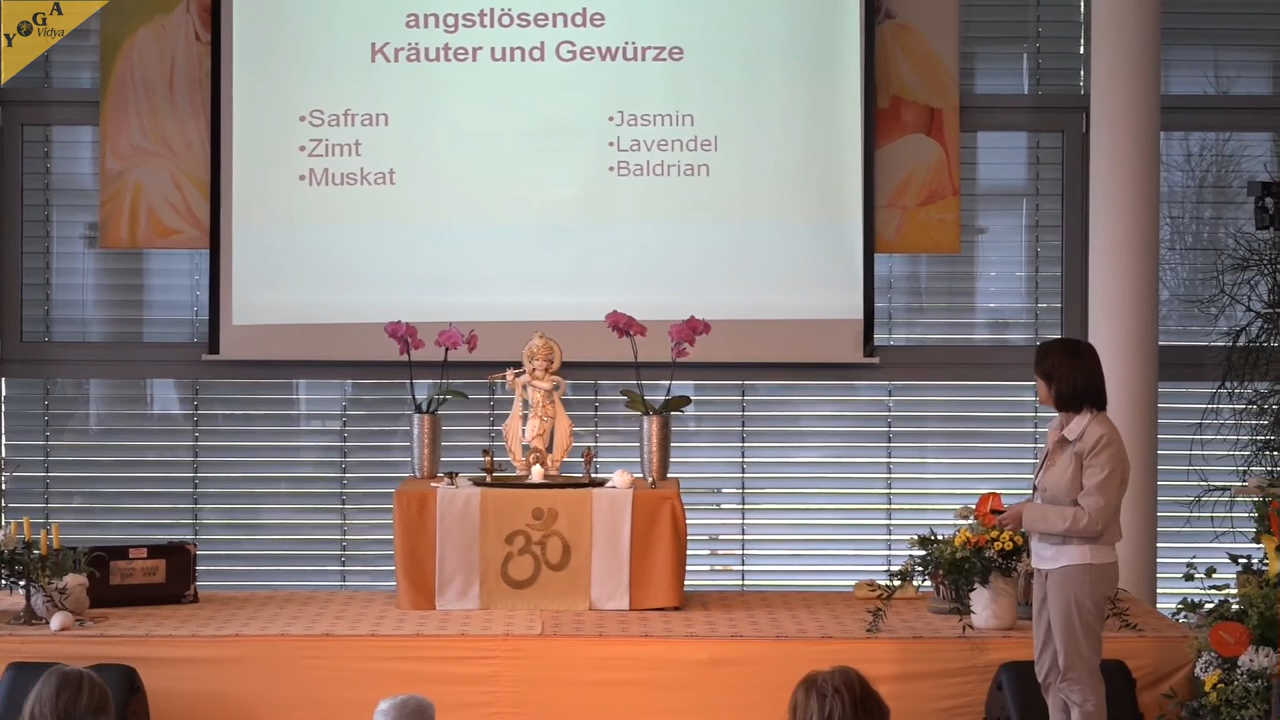 YOGA
Vidya
angstlösende
Kräuter und Gewürze
•Safran
•Zimt
•Muskat
•Jasmin
•Lavendel
•Baldrian
ॐ